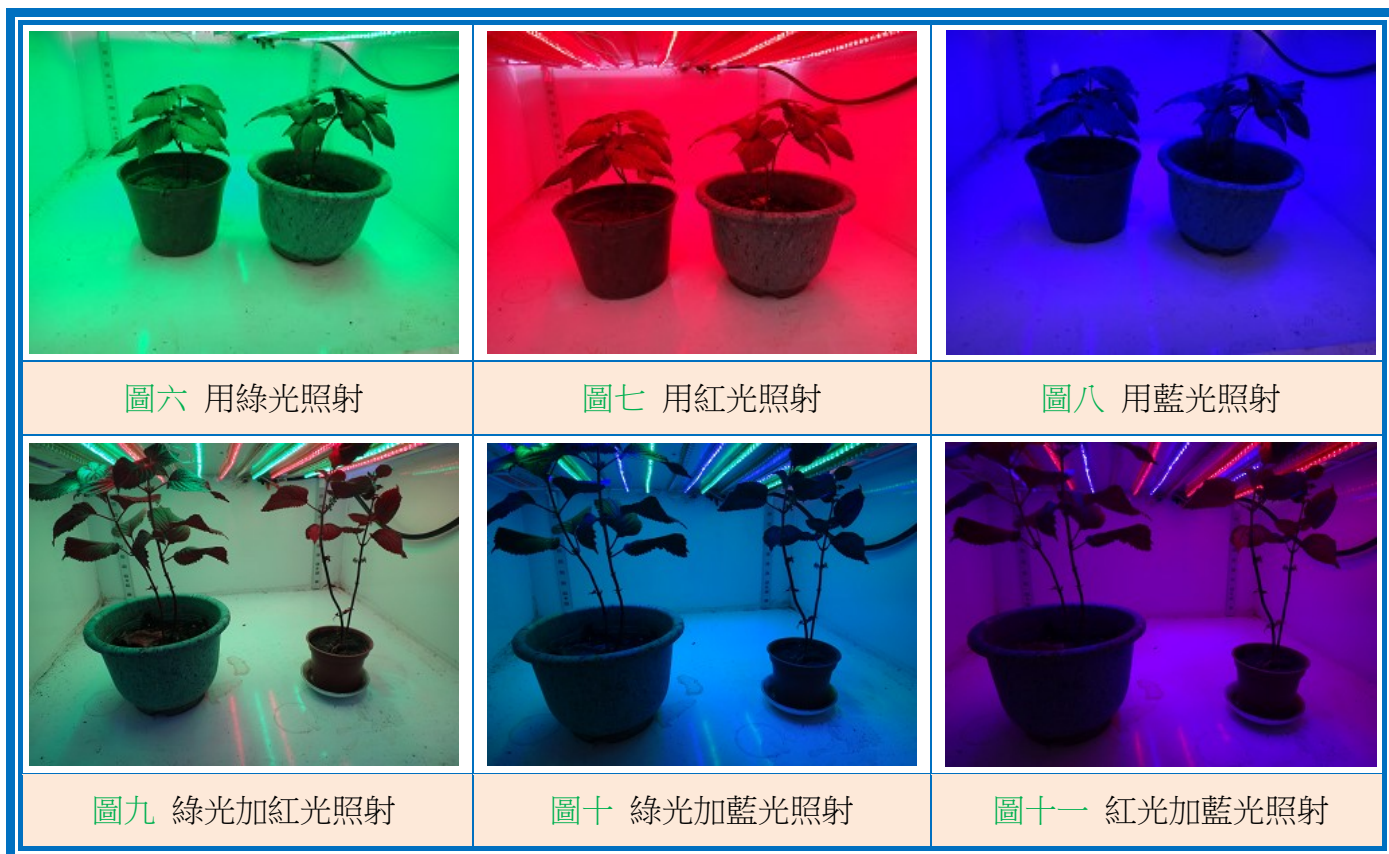 圖六 用綠光照射
圖七 用紅光照射
圖八 用藍光照射
圖九 綠光加紅光照射
圖十 綠光加藍光照射
圖十一 紅光加藍光照射